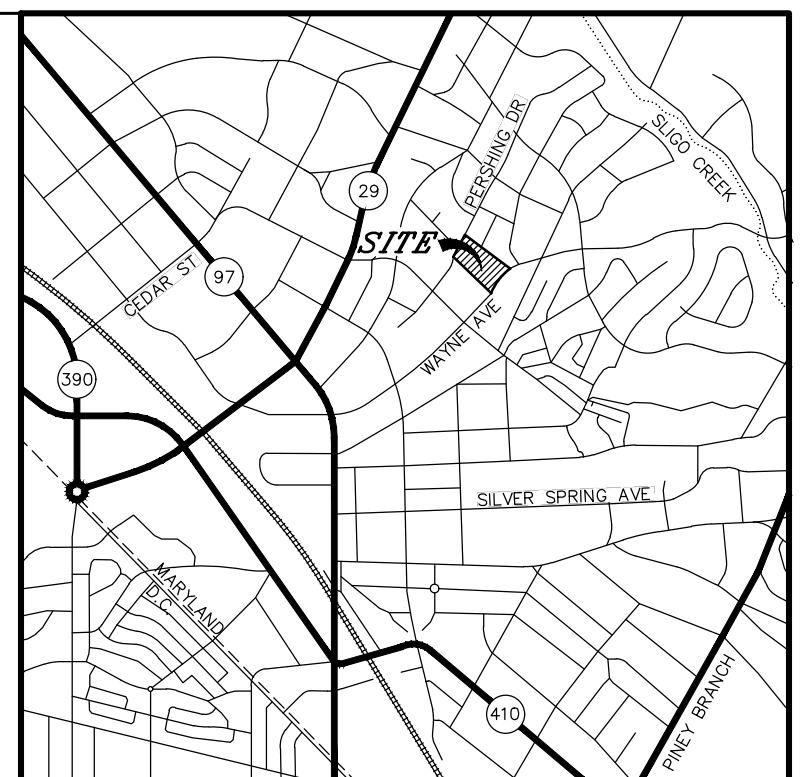 PERSHING DR
SLIGO CREEK
29
SITE
CEDAR ST
97
WAYNE AVE
390
SILVER SPRING AVE
MARYLAND
D.C.
410
PINEY BRANCH